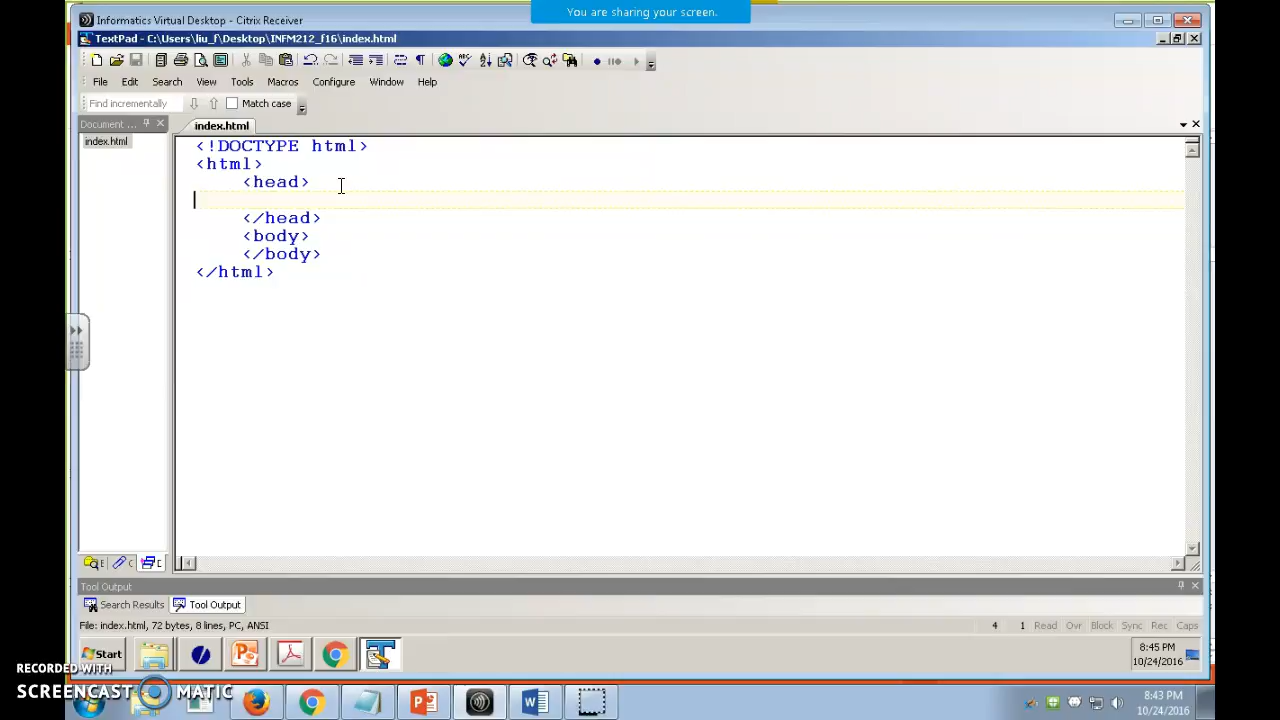 You are sharing your screen.
Informatics Virtual Desktop - Citrix Receiver
TextPad - C:\Users\liu_f\Desktop\INFM212_f16\index.html
File Edit Search View Tools Macros Configure Window Help
Find incrementally Match case
Document ... index.html
index.html
<!DOCTYPE html>
<html>
<head>
</head>
<body>
</body>
</html>
Tool Output
Search Results Tool Output
File: index.html, 72 bytes, 8 lines, PC, ANSI 4 1 Read Ovr Block Sync Rec Caps
Start 8:45 PM
10/24/2016
RECORDED WITH
SCREENCAST MATIC
8:43 PM
10/24/2016